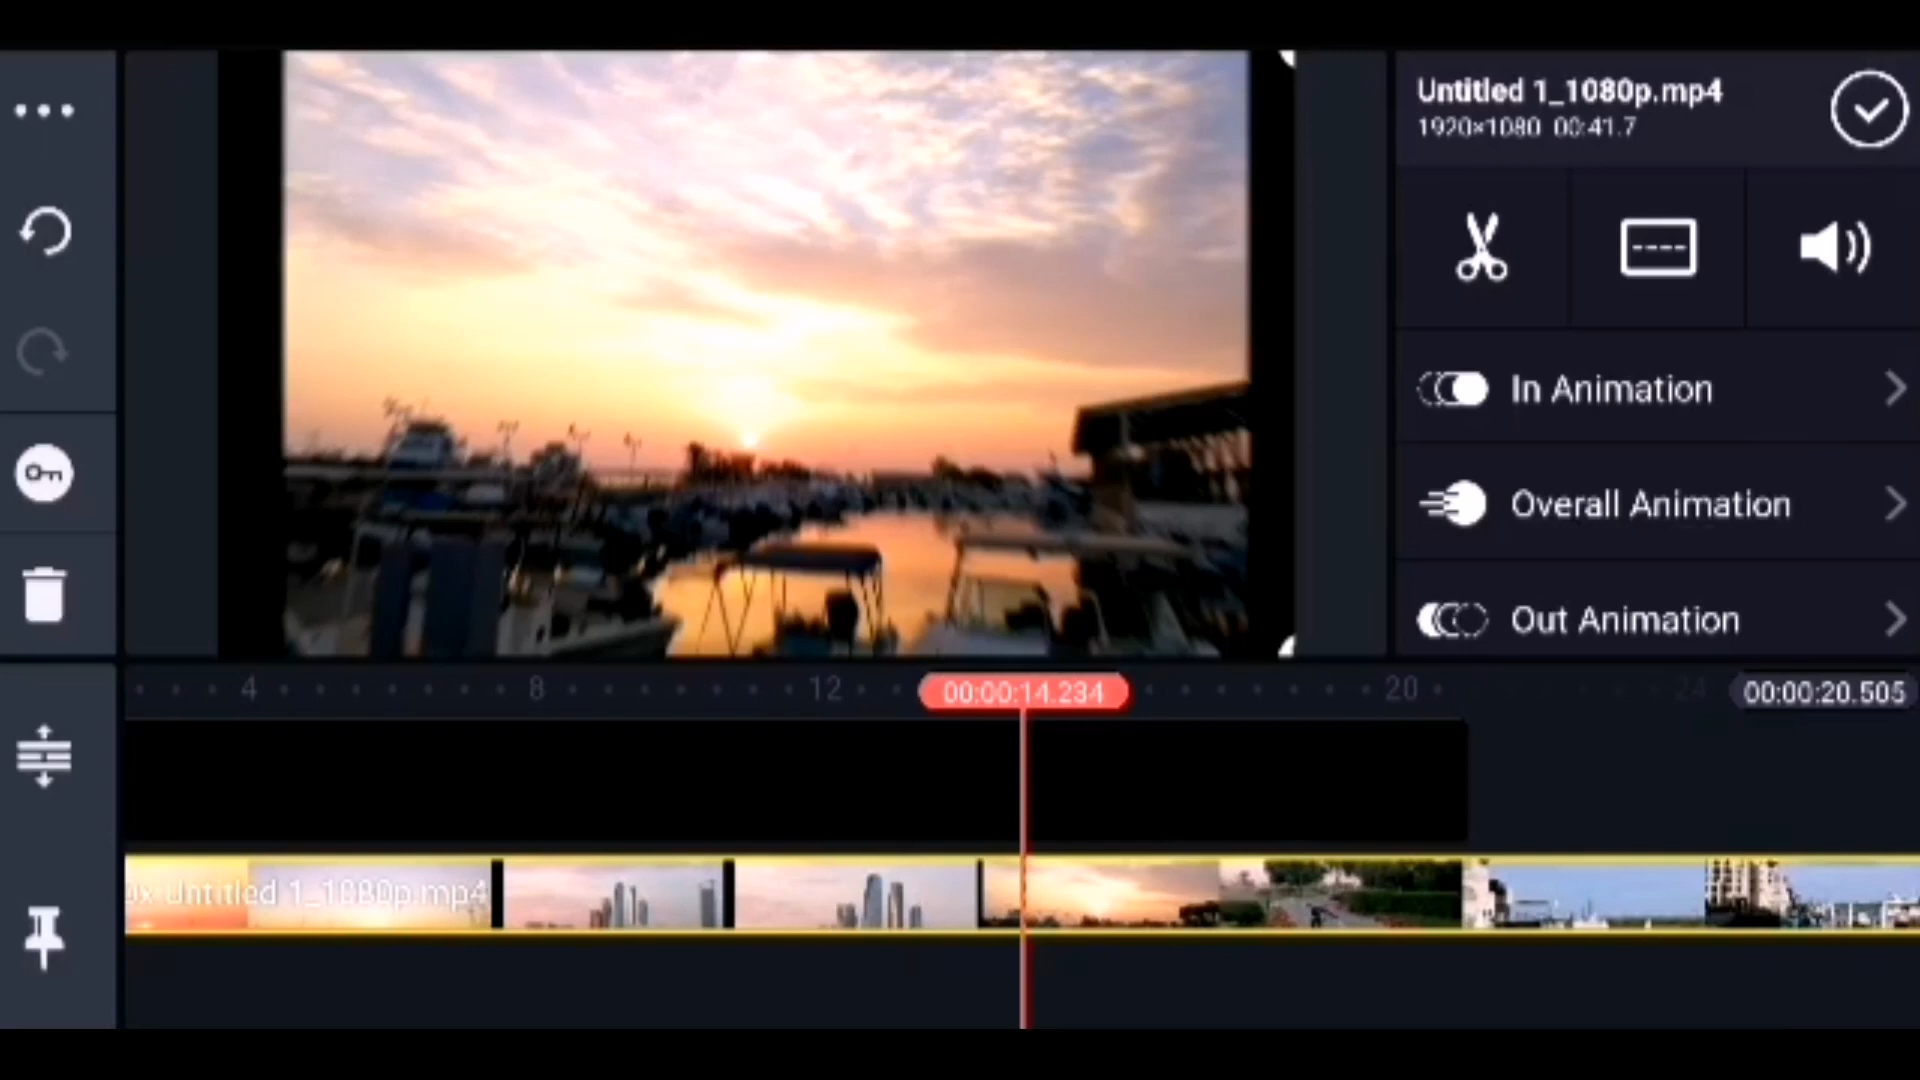 Untitled 1_1080p.mp4
1920×1080 00:41.7
In Animation
Overall Animation
Out Animation
4 8 12 00:00:14.234 20 24 00:00:20.505
0x Untitled 1_1080p.mp4